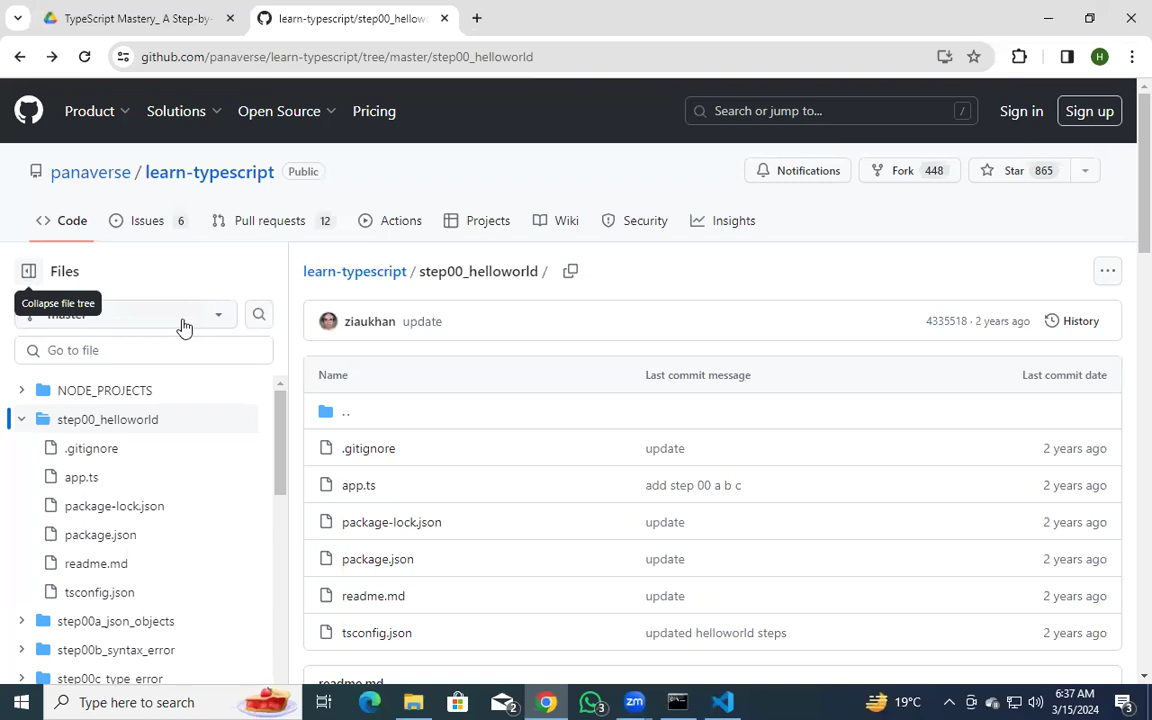 TypeScript Mastery_ A Step-by-
learn-typescript/step00_hellow
github.com/panaverse/learn-typescript/tree/master/step00_helloworld
H
Product
Solutions
Open Source
Pricing
Search or jump to...
/
Sign in
Sign up
panaverse / learn-typescript
Public
Notifications
Fork 448
Star 865
Code
Issues 6
Pull requests 12
Actions
Projects
Wiki
Security
Insights
Files
Collapse file tree
master
Go to file
NODE_PROJECTS
step00_helloworld
.gitignore
app.ts
package-lock.json
package.json
readme.md
tsconfig.json
step00a_json_objects
step00b_syntax_error
step00c_type_error
learn-typescript / step00_helloworld /
ziaukhan update
4335518 · 2 years ago
History
Name Last commit message Last commit date
..
.gitignore update 2 years ago
app.ts add step 00 a b c 2 years ago
package-lock.json update 2 years ago
package.json update 2 years ago
readme.md update 2 years ago
tsconfig.json updated helloworld steps 2 years ago
readme.md
Type here to search
2
3
zm
19°C
6:37 AM
3/15/2024
3